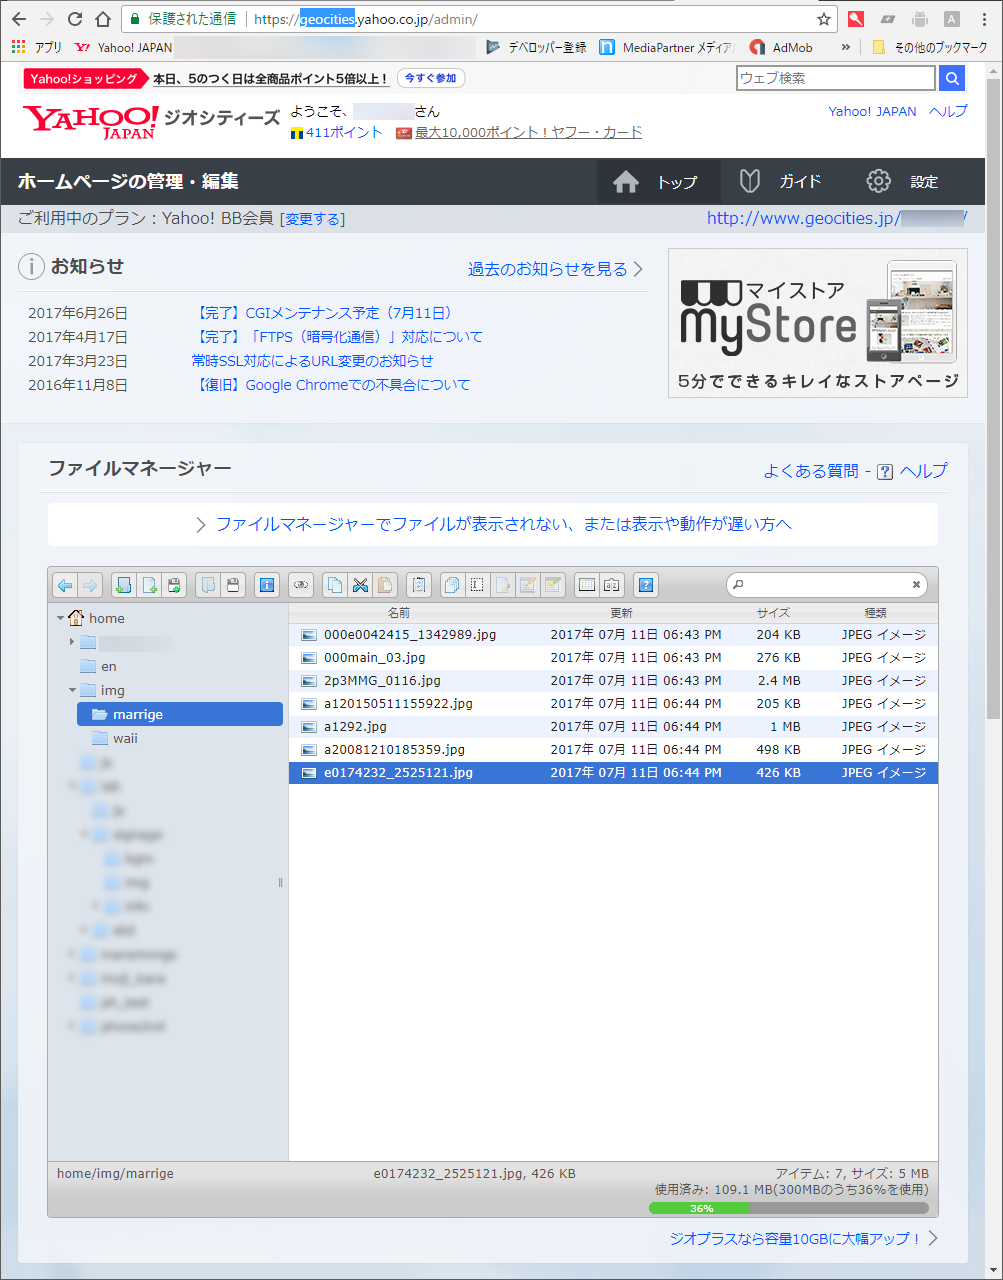 保護された通信 https://geocities.yahoo.co.jp/admin/
アプリ Yahoo! JAPAN デベロッパー登録 MediaPartner メディア AdMob » その他のブックマーク
Yahoo!ショッピング 本日、5のつく日は全商品ポイント5倍以上！ 今すぐ参加 ウェブ検索
YAHOO! JAPAN ジオシティーズ
ようこそ、 さん
Yahoo! JAPAN ヘルプ
411ポイント 最大10,000ポイント！ヤフー・カード
ホームページの管理・編集 トップ ガイド 設定
ご利用中のプラン：Yahoo! BB会員 [変更する] http://www.geocities.jp/ /
お知らせ 過去のお知らせを見る
2017年6月26日 【完了】CGIメンテナンス予定（7月11日）
2017年4月17日 【完了】「FTPS（暗号化通信）」対応について
2017年3月23日 常時SSL対応によるURL変更のお知らせ
2016年11月8日 【復旧】Google Chromeでの不具合について
マイストア
MyStore
5分でできるキレイなストアページ
ファイルマネージャー よくある質問 - ? ヘルプ
ファイルマネージャーでファイルが表示されない、または表示や動作が遅い方へ
home
en
img
marrige
waii
名前 更新 サイズ 種類
000e0042415_1342989.jpg 2017年 07月 11日 06:43 PM 204 KB JPEG イメージ
000main_03.jpg 2017年 07月 11日 06:43 PM 276 KB JPEG イメージ
2p3MMG_0116.jpg 2017年 07月 11日 06:43 PM 2.4 MB JPEG イメージ
a120150511155922.jpg 2017年 07月 11日 06:44 PM 205 KB JPEG イメージ
a1292.jpg 2017年 07月 11日 06:44 PM 1 MB JPEG イメージ
a20081210185359.jpg 2017年 07月 11日 06:44 PM 498 KB JPEG イメージ
e0174232_2525121.jpg 2017年 07月 11日 06:44 PM 426 KB JPEG イメージ
home/img/marrige e0174232_2525121.jpg, 426 KB アイテム: 7, サイズ: 5 MB
使用済み: 109.1 MB(300MBのうち36%を使用)
36%
ジオプラスなら容量10GBに大幅アップ！